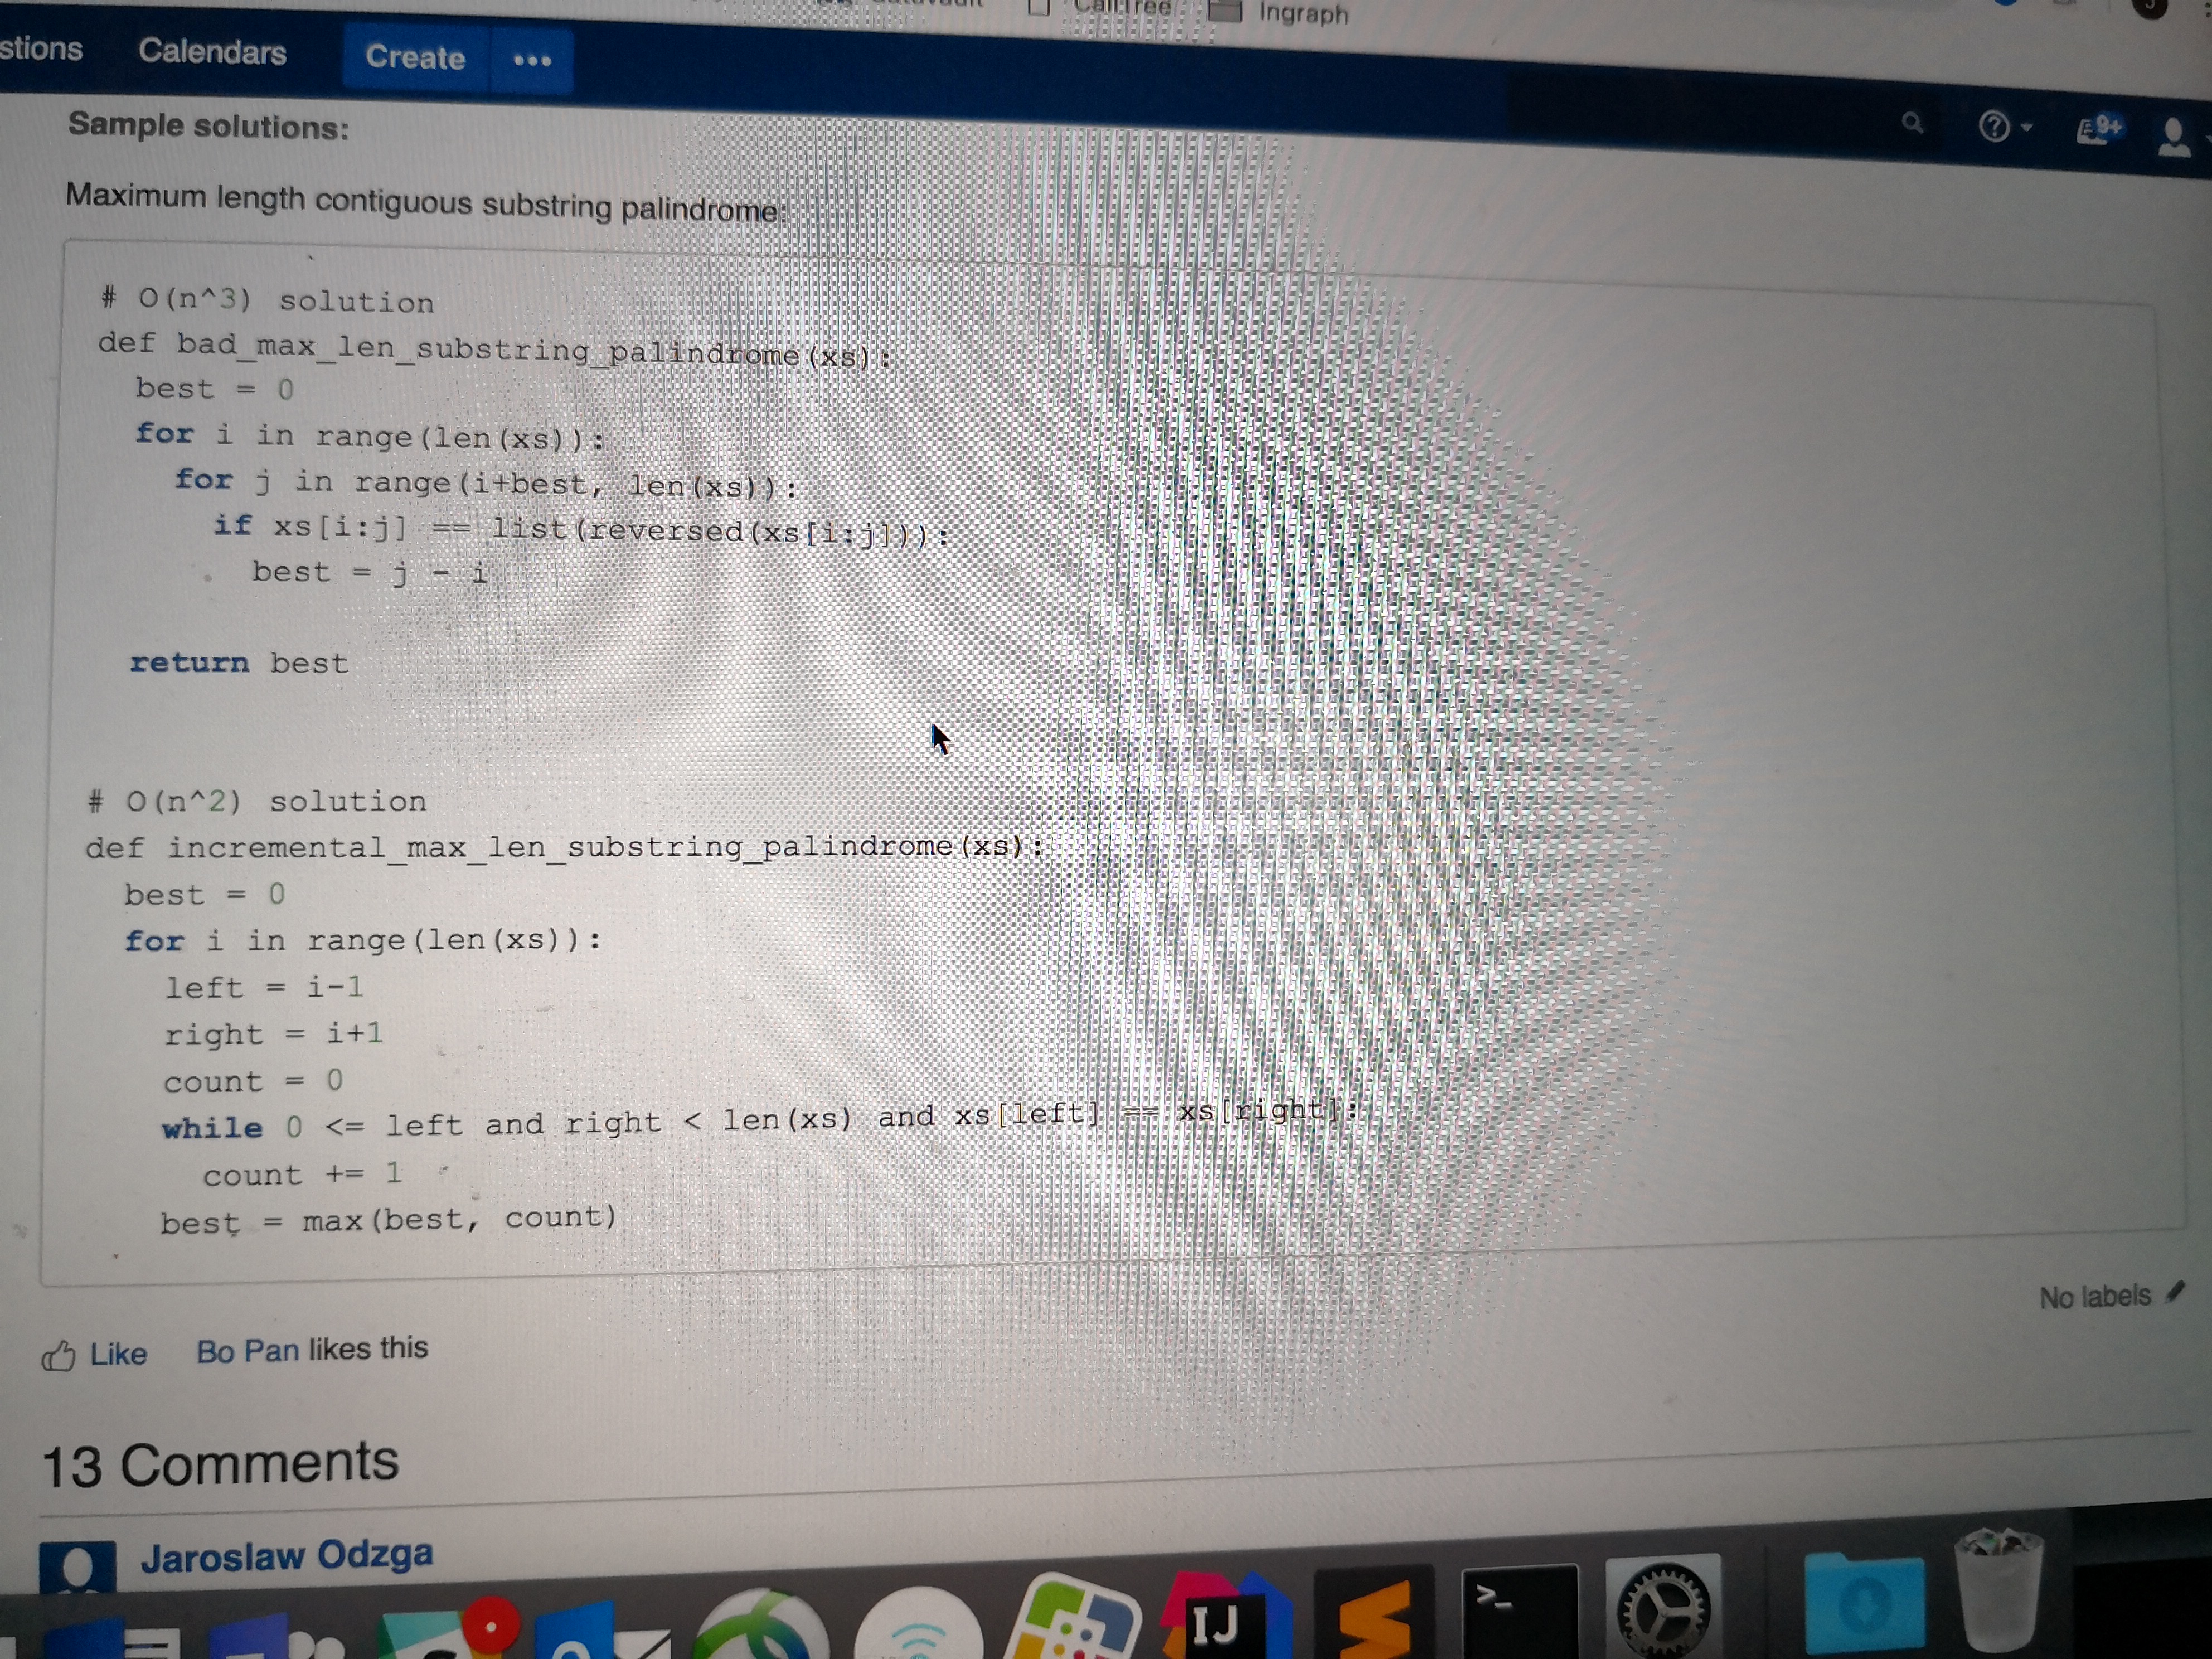 CallTree Ingraph
Calendars Create •••
9+
Sample solutions:
Maximum length contiguous substring palindrome:
# O(n^3) solution
def bad_max_len_substring_palindrome(xs):
best = 0
for i in range(len(xs)):
for j in range(i+best, len(xs)):
if xs[i:j] == list(reversed(xs[i:j])):
best = j - i
return best
# O(n^2) solution
def incremental_max_len_substring_palindrome(xs):
best = 0
for i in range(len(xs)):
left = i-1
right = i+1
count = 0
while 0 <= left and right < len(xs) and xs[left] == xs[right]:
count += 1
best = max(best, count)
No labels
Like Bo Pan likes this
13 Comments
Jaroslaw Odzga
IJ >_